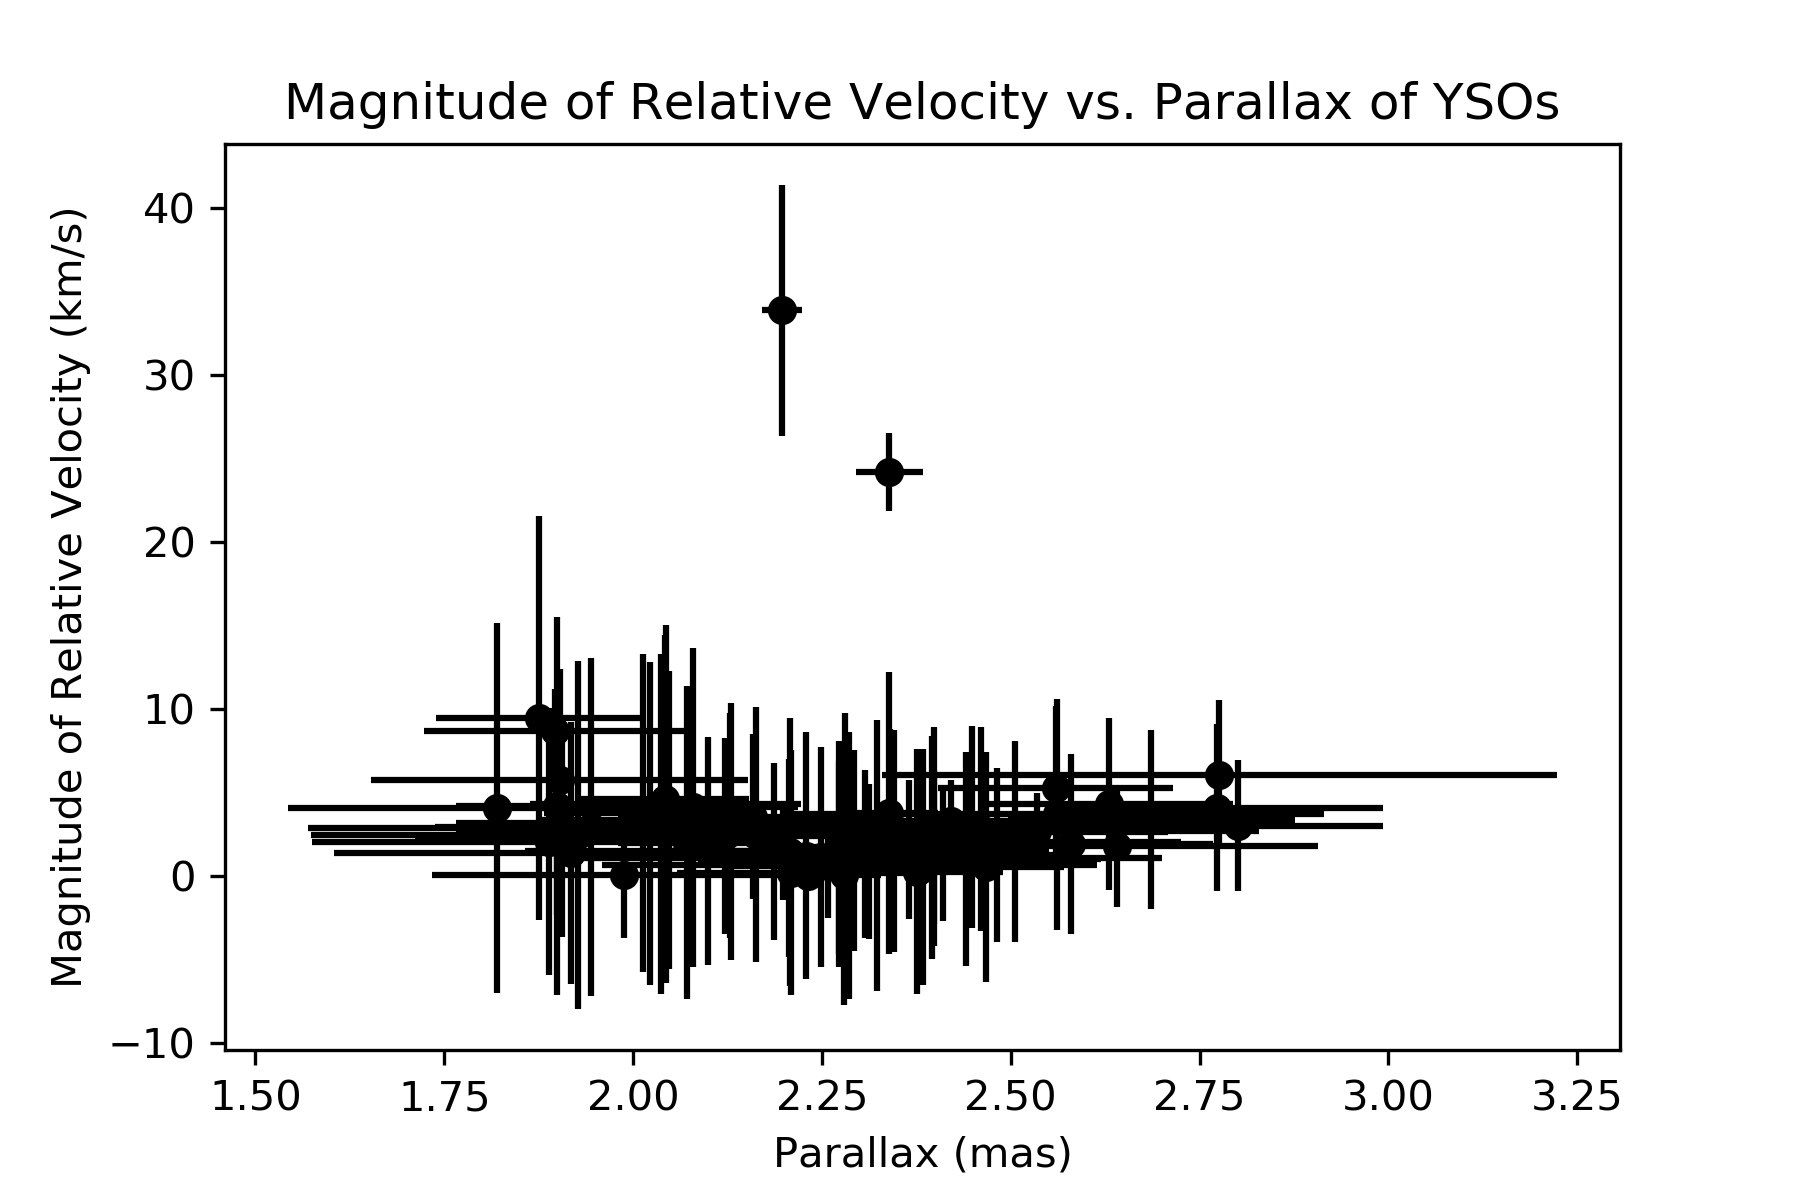 Magnitude of Relative Velocity vs. Parallax of YSOs
Magnitude of Relative Velocity (km/s)
40
30
20
10
0
−10
1.50 1.75 2.00 2.25 2.50 2.75 3.00 3.25
Parallax (mas)